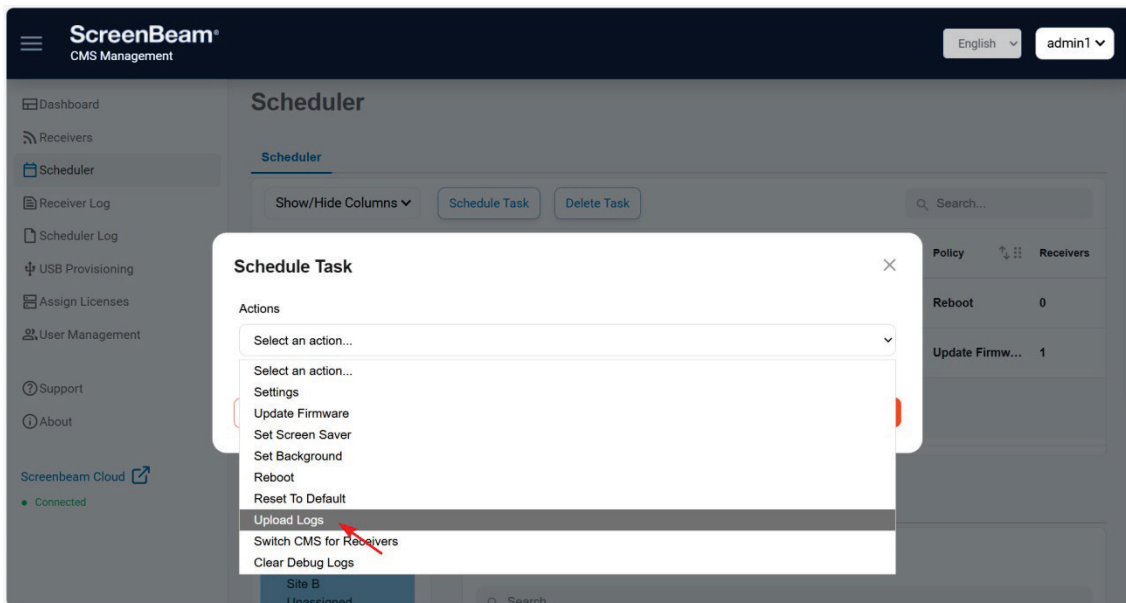 ScreenBeam®
CMS Management
English
admin1
Dashboard
Receivers
Scheduler
Receiver Log
Scheduler Log
USB Provisioning
Assign Licenses
User Management
Support
About
Screenbeam Cloud
Connected
Scheduler
Scheduler
Show/Hide Columns
Schedule Task
Delete Task
Search...
Policy
Receivers
Reboot
0
Update Firmw...
1
Schedule Task
Actions
Select an action...
Select an action...
Settings
Update Firmware
Set Screen Saver
Set Background
Reboot
Reset To Default
Upload Logs
Switch CMS for Receivers
Clear Debug Logs
Site B
Unassigned
Search